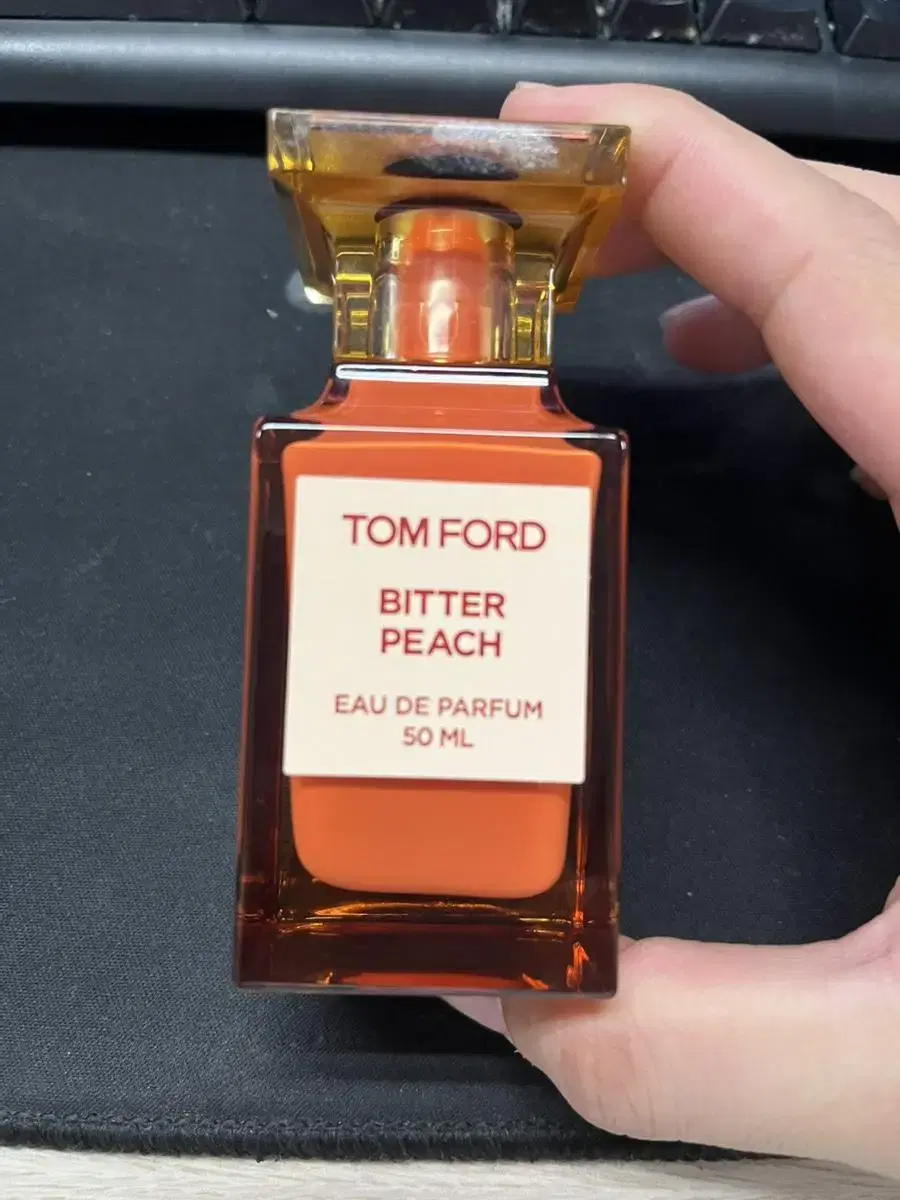 TOM FORD
BITTER
PEACH
EAU DE PARFUM
50 ML